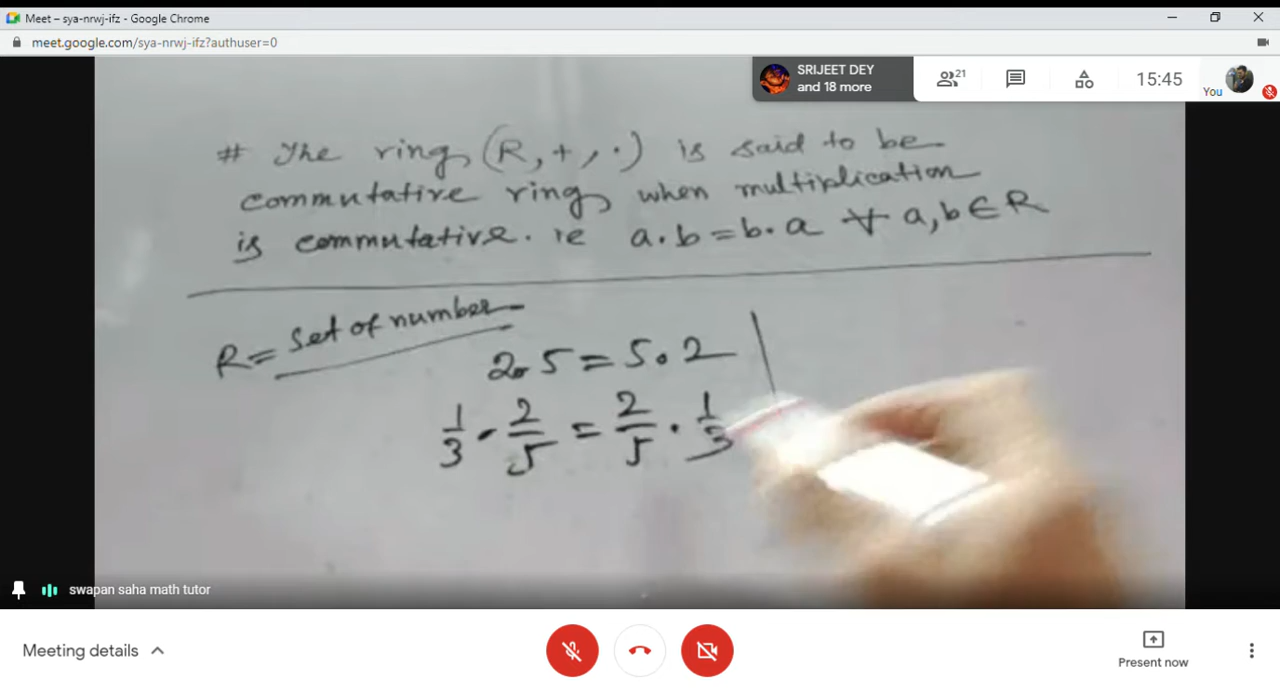 Meet – sya-nrwj-ifz - Google Chrome
meet.google.com/sya-nrwj-ifz?authuser=0
SRIJEET DEY
and 18 more
21
15:45
You
# The ring (R, +, ·) is said to be
commutative ring when multiplication
is commutative. ie a·b = b·a ∀ a, b ∈ R
R = set of number
2·5 = 5·2
1/3 · 2/5 = 2/5 · 1/3
swapan saha math tutor
Meeting details
Present now